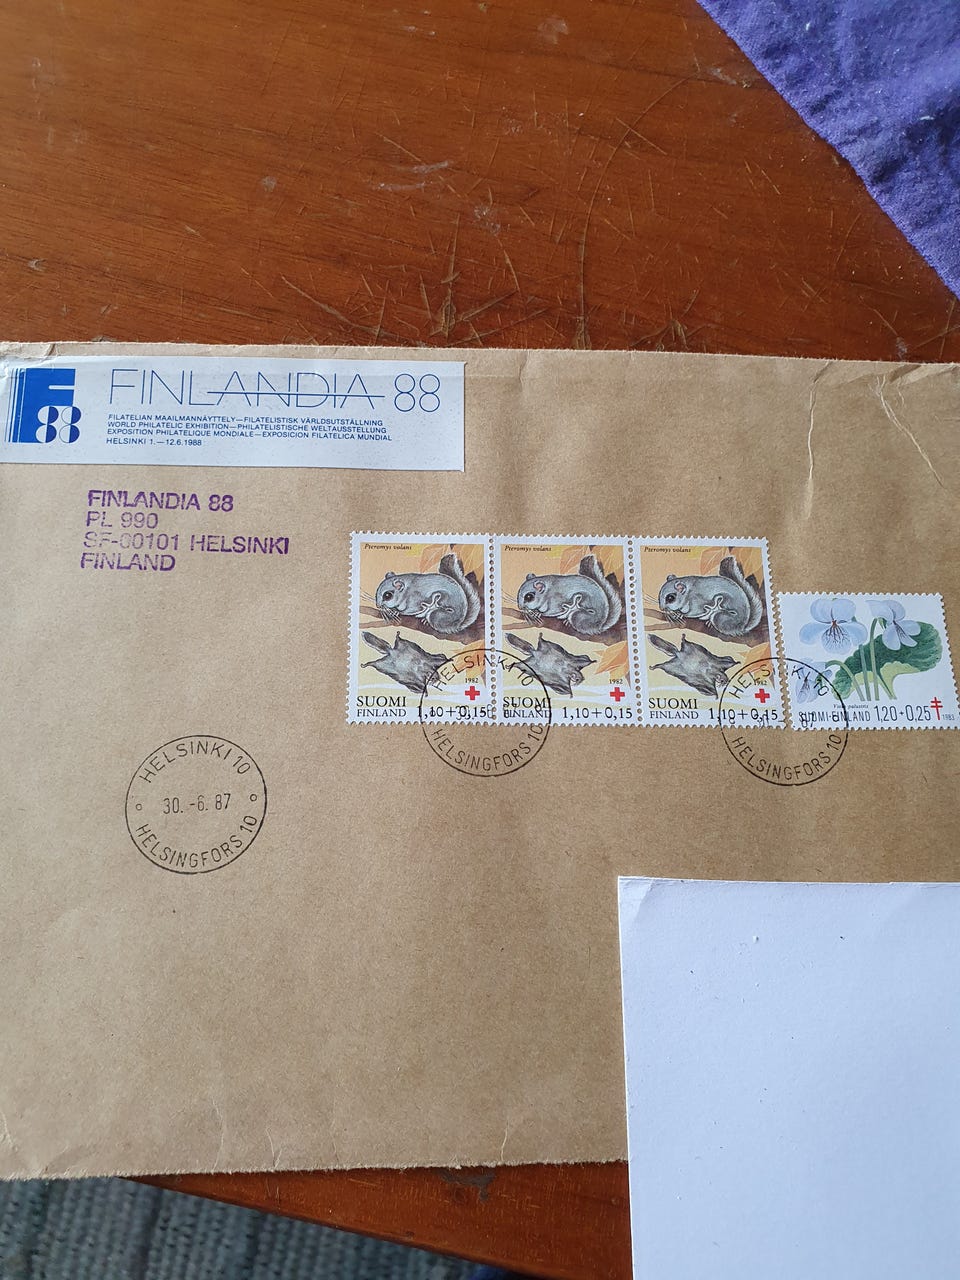 F
88
FINLANDIA 88
FILATELIAN MAAILMANNÄYTTELY—FILATELISTISK VÄRLDSUTSTÄLLNING
WORLD PHILATELIC EXHIBITION—PHILATELISTISCHE WELTAUSSTELLUNG
EXPOSITION PHILATELIQUE MONDIALE—EXPOSICION FILATELICA MUNDIAL
HELSINKI 1.—12.6.1988
FINLANDIA 88
PL 990
SF-00101 HELSINKI
FINLAND
Pteromys volans
1982
SUOMI
FINLAND 1,10+0,15
Pteromys volans
1982
1,10+0,15
Pteromys volans
1982
SUOMI
FINLAND 1,10+0,15
Viola palustris
SUOMI-FINLAND 1,20+0,25 1983
HELSINKI 10
HELSINGFORS 10
HELSINKI 10
HELSINGFORS 10
HELSINKI 10
30.-6.87
HELSINGFORS 10